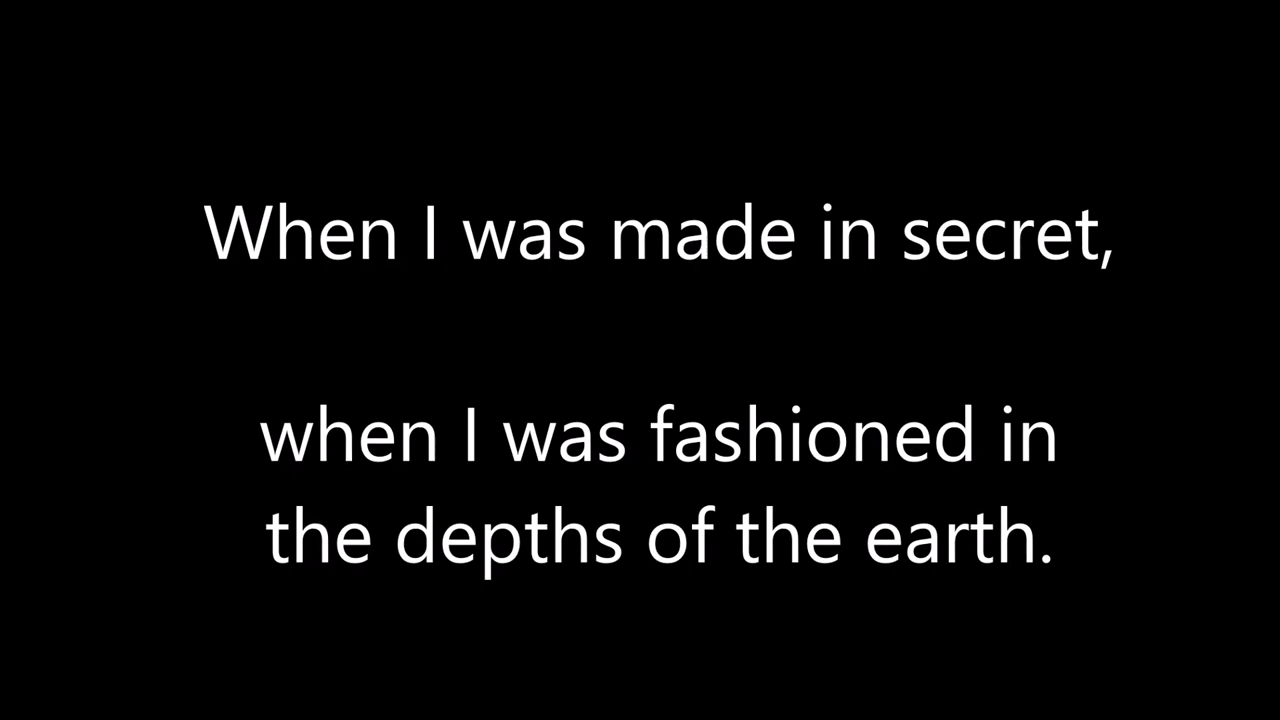 When I was made in secret,
when I was fashioned in
the depths of the earth.